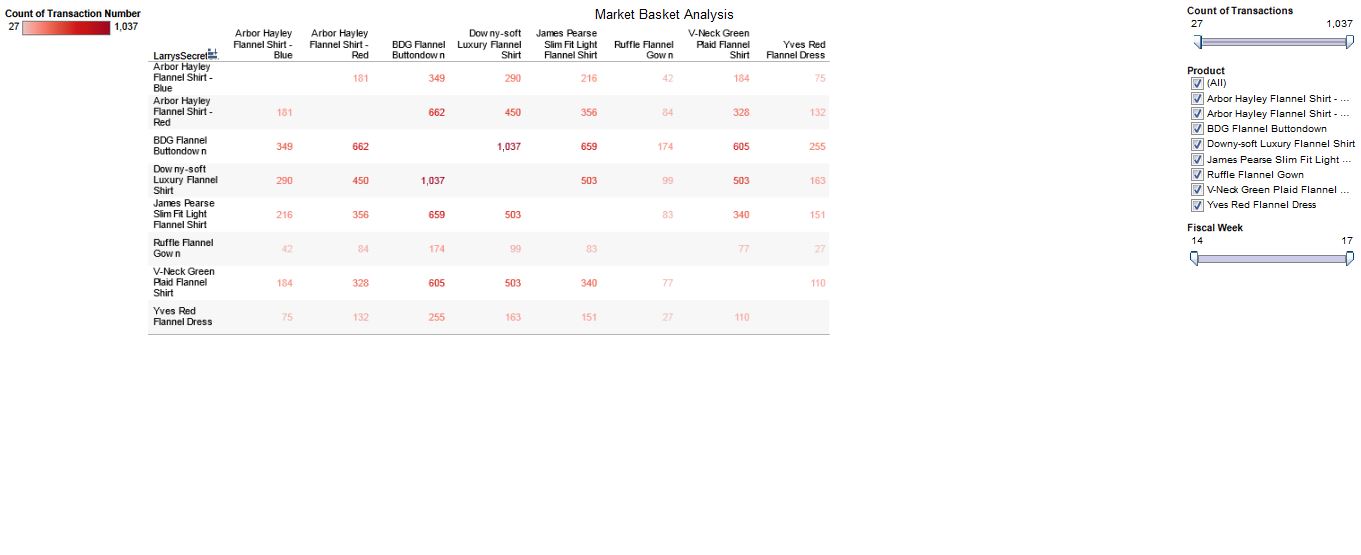 Count of Transaction Number
27 1,037
Market Basket Analysis
LarrysSecret
Arbor Hayley Flannel Shirt - Blue
Arbor Hayley Flannel Shirt - Red
BDG Flannel Buttondown
Downy-soft Luxury Flannel Shirt
James Pearse Slim Fit Light Flannel Shirt
Ruffle Flannel Gown
V-Neck Green Plaid Flannel Shirt
Yves Red Flannel Dress
Arbor Hayley Flannel Shirt - Blue 181 349 290 216 42 184 75
Arbor Hayley Flannel Shirt - Red 181 662 450 356 84 328 132
BDG Flannel Buttondown 349 662 1,037 659 174 605 255
Downy-soft Luxury Flannel Shirt 290 450 1,037 503 99 503 163
James Pearse Slim Fit Light Flannel Shirt 216 356 659 503 83 340 151
Ruffle Flannel Gown 42 84 174 99 83 77 27
V-Neck Green Plaid Flannel Shirt 184 328 605 503 340 77 110
Yves Red Flannel Dress 75 132 255 163 151 27 110
Count of Transactions
27 1,037
Product
(All)
Arbor Hayley Flannel Shirt - ...
Arbor Hayley Flannel Shirt - ...
BDG Flannel Buttondown
Downy-soft Luxury Flannel Shirt
James Pearse Slim Fit Light ...
Ruffle Flannel Gown
V-Neck Green Plaid Flannel ...
Yves Red Flannel Dress
Fiscal Week
14 17